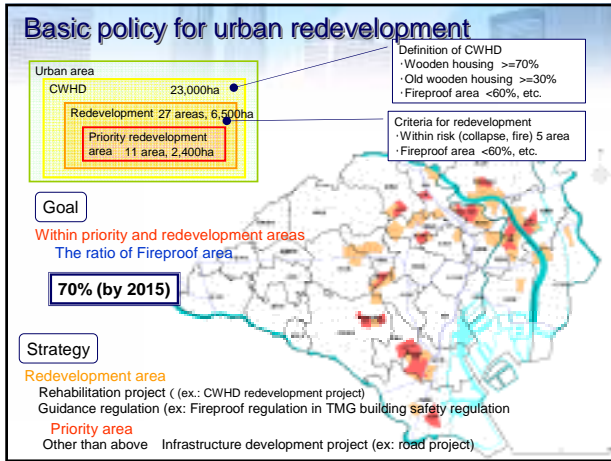 Basic policy for urban redevelopment
Definition of CWHD
・Wooden housing >=70%
・Old wooden housing >=30%
・Fireproof area <60%, etc.
Urban area
CWHD 23,000ha
Redevelopment 27 areas, 6,500ha
Priority redevelopment
area 11 area, 2,400ha
Criteria for redevelopment
・Within risk (collapse, fire) 5 area
・Fireproof area <60%, etc.
Goal
Within priority and redevelopment areas
The ratio of Fireproof area
70% (by 2015)
Strategy
Redevelopment area
Rehabilitation project ( (ex.: CWHD redevelopment project)
Guidance regulation (ex: Fireproof regulation in TMG building safety regulation
Priority area
Other than above Infrastructure development project (ex: road project)